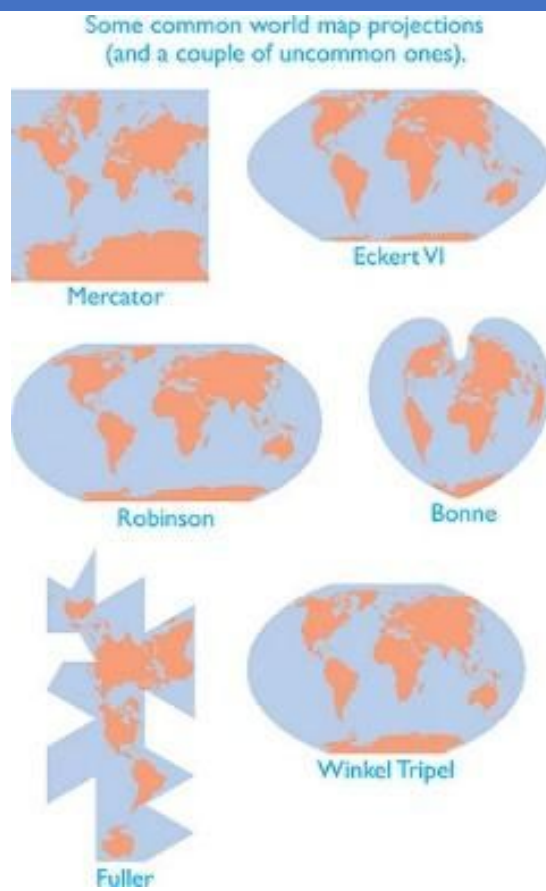 Some common world map projections
(and a couple of uncommon ones).
Mercator
Eckert VI
Robinson
Bonne
Fuller
Winkel Tripel